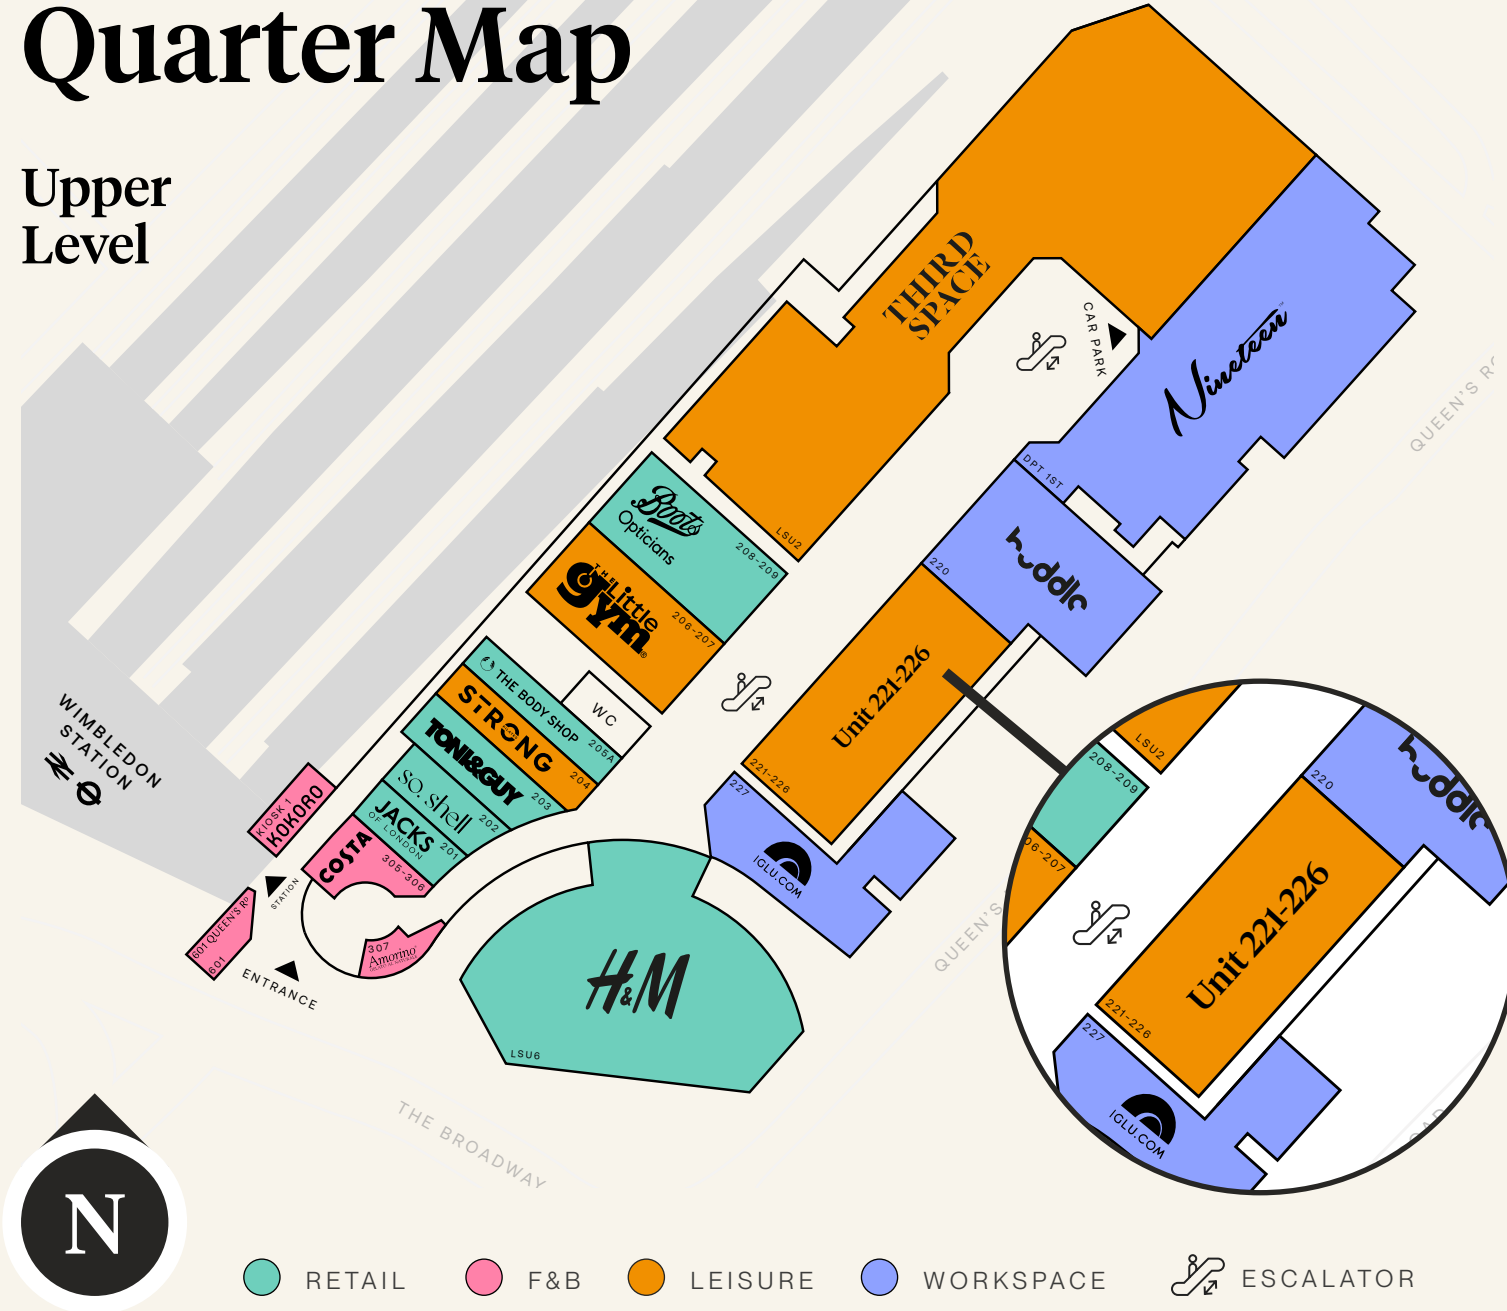 Quarter Map
Upper
Level
THIRD
SPACE
LSU2
CAR PARK
Nineteen
DPT 1ST
QUEEN'S R
huddle
220
Boots
Opticians
208-209
THE
Little
gym
206-207
WC
THE BODY SHOP
205A
STRONG
204
TONI&GUY
203
so. shell
202
JACKS
OF LONDON
201
COSTA
305-306
307
Amorino
KIOSK 1
KOKORO
WIMBLEDON
STATION
STATION
601 QUEEN'S RD
601
ENTRANCE
H&M
LSU6
THE BROADWAY
Unit 221-226
221-226
227
IGLU.COM
QUEEN'S
LSU2
208-209
06-207
220
huddle
Unit 221-226
221-226
227
IGLU.COM
OAD
N
RETAIL
F&B
LEISURE
WORKSPACE
ESCALATOR